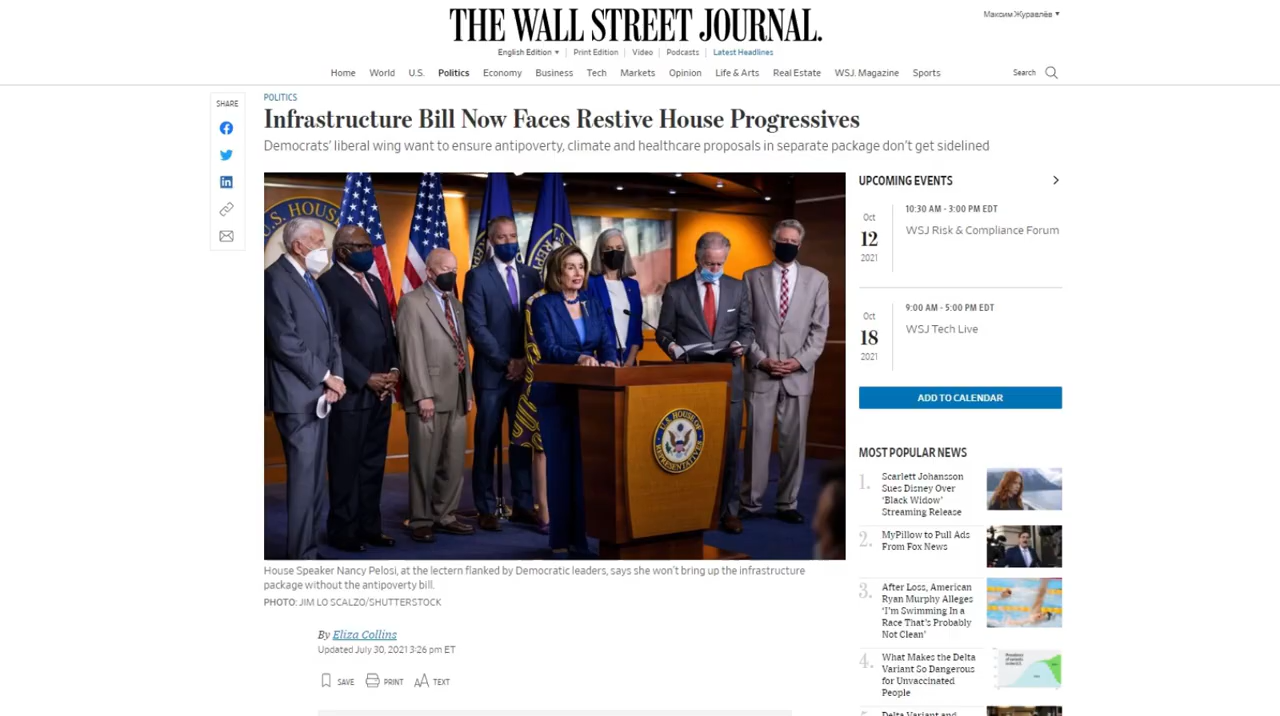 THE WALL STREET JOURNAL.
Максим Журавлёв ▾
English Edition ▾ | Print Edition | Video | Podcasts | Latest Headlines
Home World U.S. Politics Economy Business Tech Markets Opinion Life & Arts Real Estate WSJ. Magazine Sports Search
SHARE
POLITICS
Infrastructure Bill Now Faces Restive House Progressives
Democrats' liberal wing want to ensure antipoverty, climate and healthcare proposals in separate package don't get sidelined
U.S. HOUSE
U.S. HOUSE OF
REPRESENTATIVES
House Speaker Nancy Pelosi, at the lectern flanked by Democratic leaders, says she won't bring up the infrastructure
package without the antipoverty bill.
PHOTO: JIM LO SCALZO/SHUTTERSTOCK
By Eliza Collins
Updated July 30, 2021 3:26 pm ET
SAVE PRINT AA TEXT
UPCOMING EVENTS
Oct
12
2021
10:30 AM - 3:00 PM EDT
WSJ Risk & Compliance Forum
Oct
18
2021
9:00 AM - 5:00 PM EDT
WSJ Tech Live
ADD TO CALENDAR
MOST POPULAR NEWS
1. Scarlett Johansson
Sues Disney Over
'Black Widow'
Streaming Release
2. MyPillow to Pull Ads
From Fox News
3. After Loss, American
Ryan Murphy Alleges
'I'm Swimming In a
Race That's Probably
Not Clean'
4. What Makes the Delta
Variant So Dangerous
for Unvaccinated
People
Delta Variant and